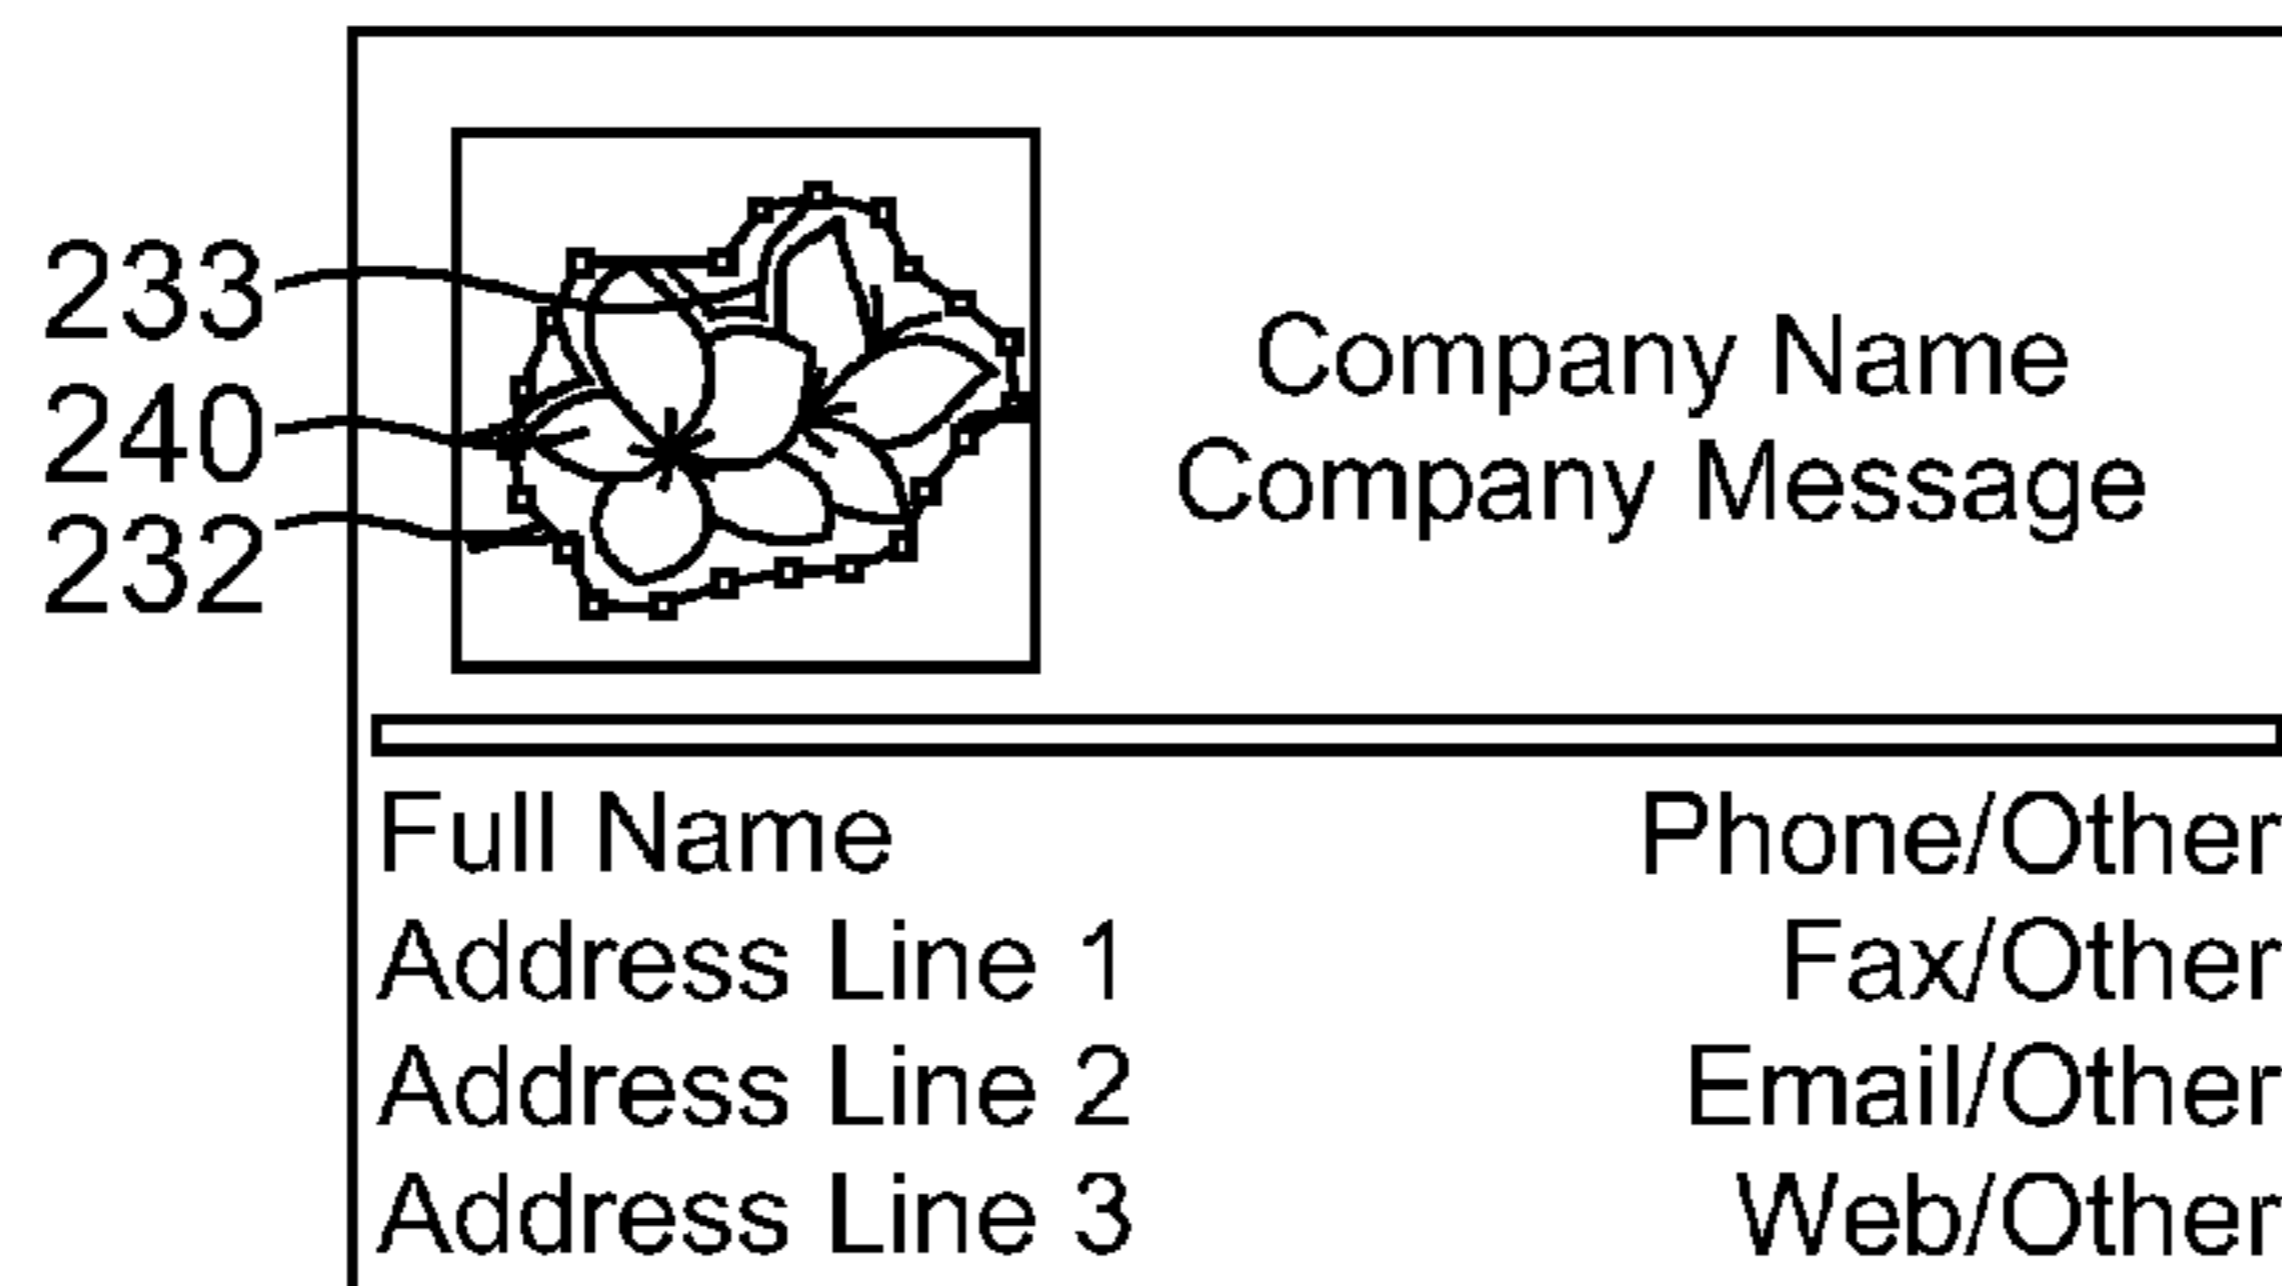 233
240
232
Company Name
Company Message
Full Name
Address Line 1
Address Line 2
Address Line 3
Phone/Other
Fax/Other
Email/Other
Web/Other